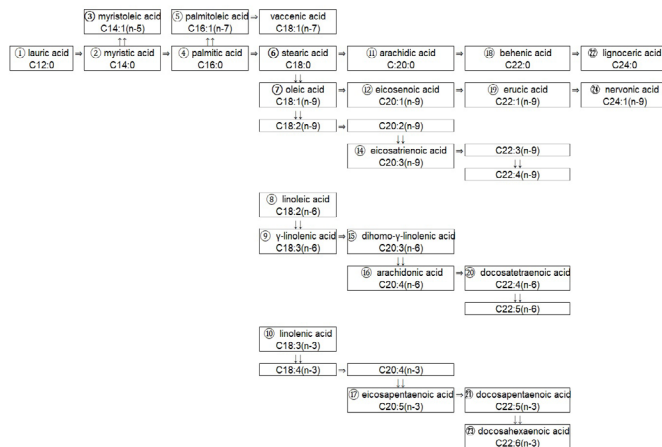 ③ myristoleic acid ⑤ palmitoleic acid ⇒ vaccenic acid
C14:1(n-5) C16:1(n-7) C18:1(n-7)
↑↑ ↑↑
① lauric acid ⇒ ② myristic acid ⇒ ④ palmitic acid ⇒ ⑥ stearic acid ⇒ ⑪ arachidic acid ⇒ ⑱ behenic acid ⇒ ㉒ lignoceric acid
C12:0 C14:0 C16:0 C18:0 C:20:0 C22:0 C24:0
↓↓
⑦ oleic acid ⇒ ⑫ eicosenoic acid ⇒ ⑲ erucic acid ⇒ ㉔ nervonic acid
C18:1(n-9) C20:1(n-9) C22:1(n-9) C24:1(n-9)
↓↓
C18:2(n-9) ⇒ C20:2(n-9)
↓↓
⑭ eicosatrienoic acid ⇒ C22:3(n-9)
C20:3(n-9) ↓↓
C22:4(n-9)
⑧ linoleic acid
C18:2(n-6)
↓↓
⑨ γ-linolenic acid ⇒ ⑮ dihomo-γ-linolenic acid
C18:3(n-6) C20:3(n-6)
↓↓
⑯ arachidonic acid ⇒ ⑳ docosatetraenoic acid
C20:4(n-6) C22:4(n-6)
↓↓
C22:5(n-6)
⑩ linolenic acid
C18:3(n-3)
↓↓
C18:4(n-3) ⇒ C20:4(n-3)
↓↓
⑰ eicosapentaenoic acid ⇒ ㉑ docosapentaenoic acid
C20:5(n-3) C22:5(n-3)
↓↓
docosahexaenoic acid
C22:6(n-3)